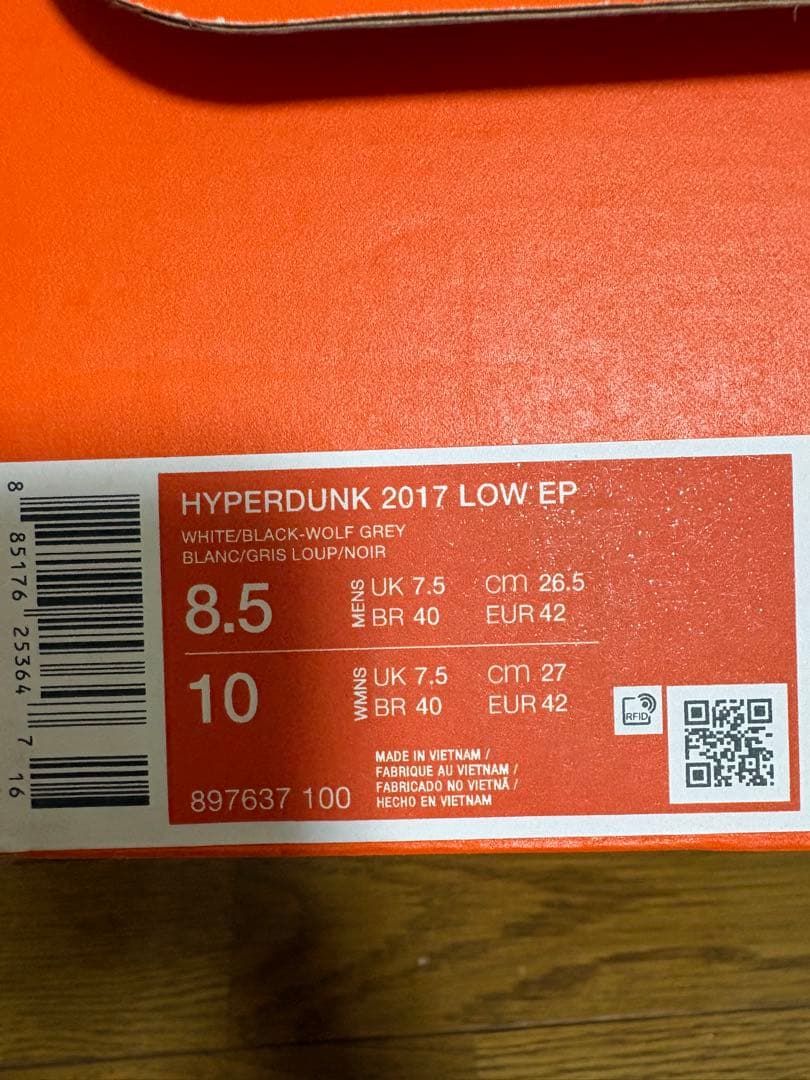 HYPERDUNK 2017 LOW EP
WHITE/BLACK-WOLF GREY
BLANC/GRIS LOUP/NOIR
8.5
MENS
UK 7.5 cm 26.5
BR 40 EUR 42
10
WMNS
UK 7.5 cm 27
BR 40 EUR 42
RFID
MADE IN VIETNAM /
FABRIQUE AU VIETNAM /
FABRICADO NO VIETNÃ /
HECHO EN VIETNAM
897637 100
8 85176 25364 7 16